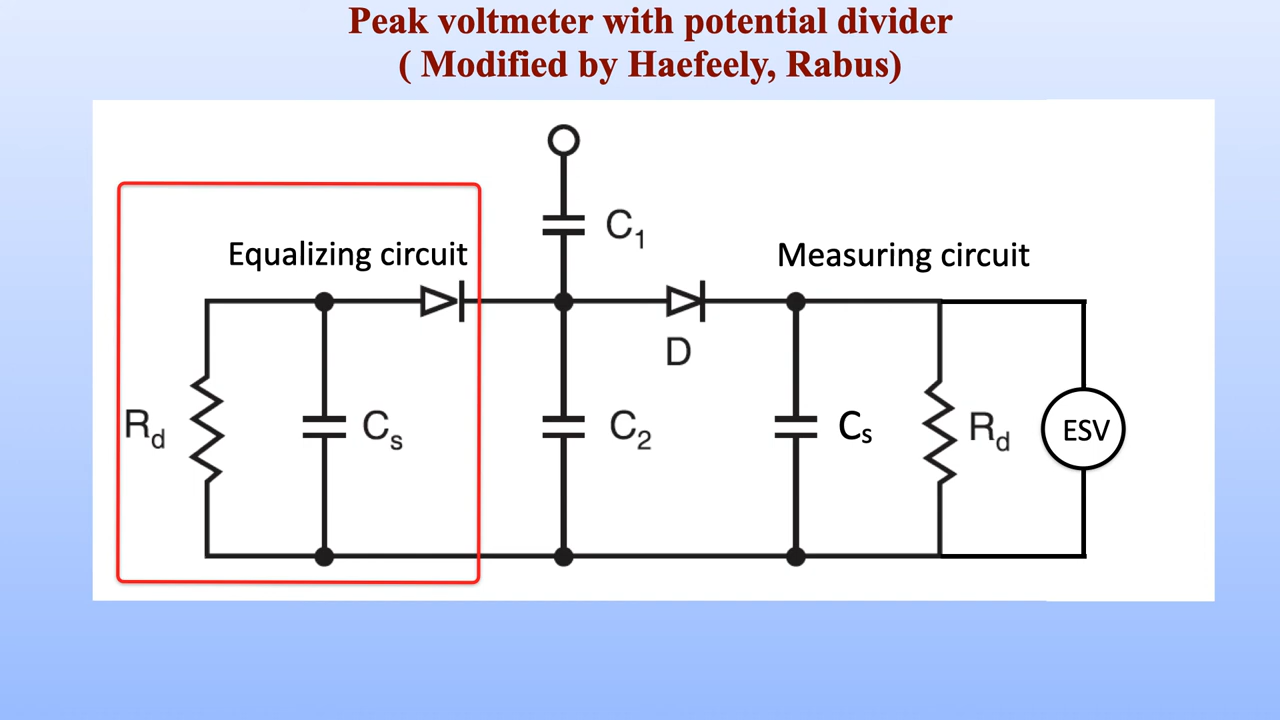 Peak voltmeter with potential divider
( Modified by Haefeely, Rabus)
C1
Equalizing circuit
Measuring circuit
D
Rd
Cs
C2
Cs
Rd
ESV